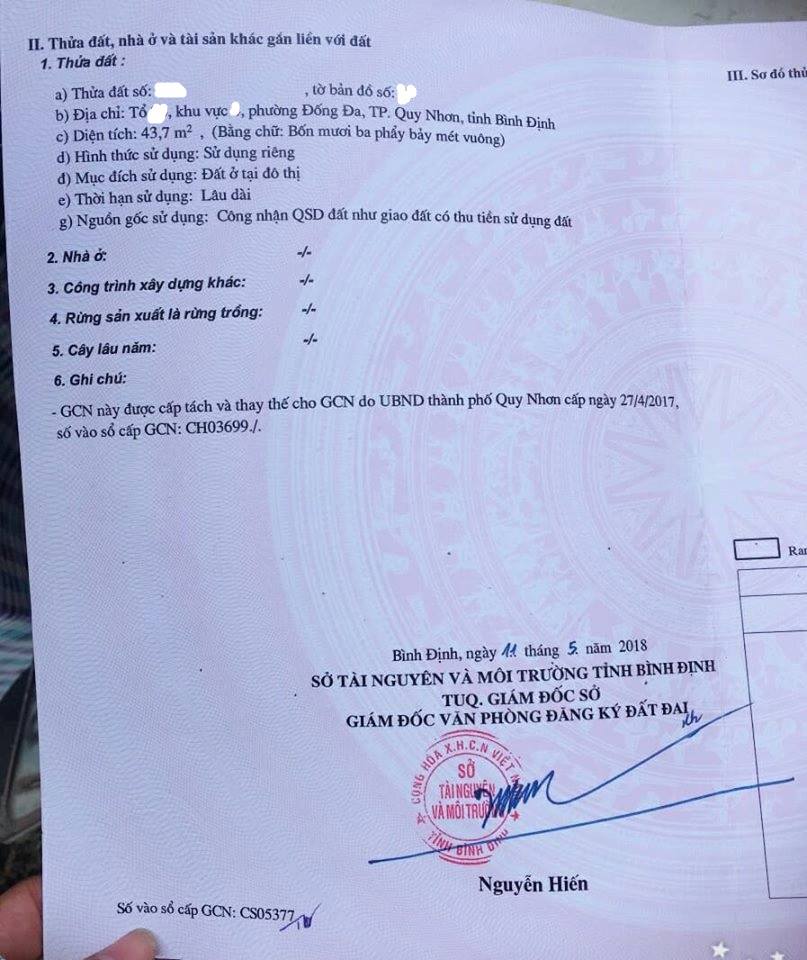 II. Thửa đất, nhà ở và tài sản khác gắn liền với đất
1. Thửa đất :
a) Thửa đất số: , tờ bản đồ số:
b) Địa chỉ: Tổ , khu vực , phường Đống Đa, TP. Quy Nhơn, tỉnh Bình Định
c) Diện tích: 43,7 m² , (Bằng chữ: Bốn mươi ba phẩy bảy mét vuông)
d) Hình thức sử dụng: Sử dụng riêng
đ) Mục đích sử dụng: Đất ở tại đô thị
e) Thời hạn sử dụng: Lâu dài
g) Nguồn gốc sử dụng: Công nhận QSD đất như giao đất có thu tiền sử dụng đất
2. Nhà ở: -/-
3. Công trình xây dựng khác: -/-
4. Rừng sản xuất là rừng trồng: -/-
5. Cây lâu năm: -/-
6. Ghi chú:
- GCN này được cấp tách và thay thế cho GCN do UBND thành phố Quy Nhơn cấp ngày 27/4/2017,
số vào sổ cấp GCN: CH03699./.
III. Sơ đồ
Bình Định, ngày 11 tháng 5. năm 2018
SỞ TÀI NGUYÊN VÀ MÔI TRƯỜNG TỈNH BÌNH ĐỊNH
TUQ. GIÁM ĐỐC SỞ
GIÁM ĐỐC VĂN PHÒNG ĐĂNG KÝ ĐẤT ĐAI
CỘNG HÒA X.H.C.N VIỆT
SỞ
TÀI NGUYÊN
VÀ MÔI TRƯỜ
TỈNH BÌNH ĐỊNH
Nguyễn Hiến
Số vào sổ cấp GCN: CS05377